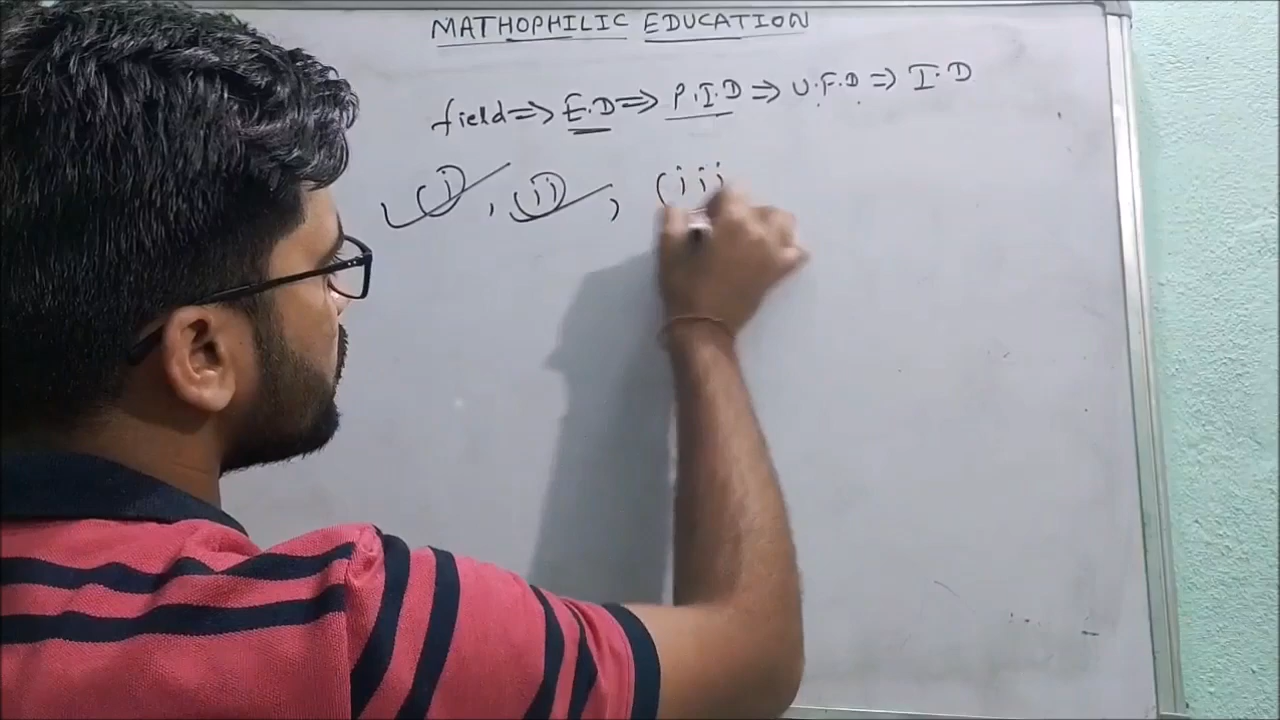 MATHOPHILIC EDUCATION
field => E.D => P.I.D => U.F.D => I.D
(i), (ii), (iii